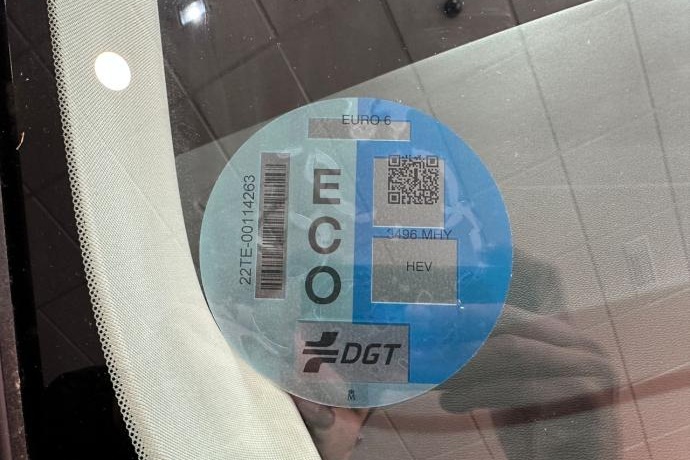 EURO 6
22TE-00114263
ECO
3496 MHY
HEV
DGT
M